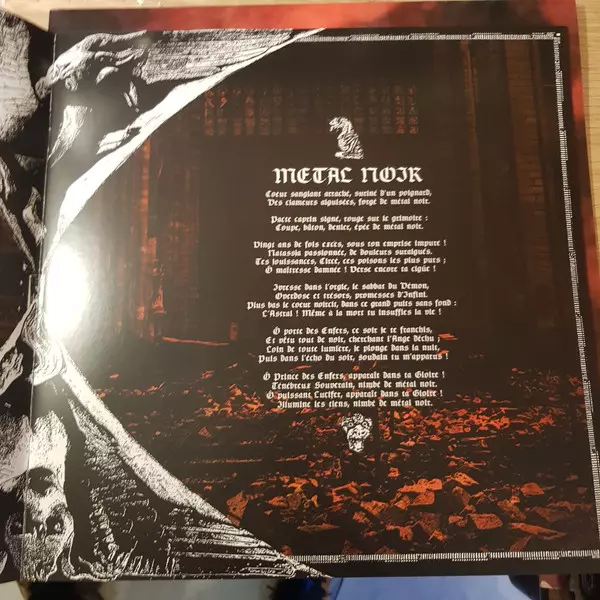 METAL NOIR
Coeur sanglant arraché, suriné d'un poignard,
Des clameurs aiguisées, forgé de métal noir.
Pacte caprin signé, rouge sur le grimoire :
Coupe, bâton, denier, épée de métal noir.
Vingt ans de fols excès, sous ton emprise impure !
Natassia passionnée, de douleurs suraiguës.
Tes jouissances, Circé, ces poisons les plus purs ;
O maîtresse damnée ! Verse encore ta cigüe !
Ivresse dans l'orgie, le sabbat du Démon,
Overdose et trésors, promesses d'Infini.
Plus bas le coeur noircit, dans ce grand puits sans fond :
L'Astral ! Même à la mort tu insuffles la vie !
O porte des Enfers, ce soir je te franchis,
Et vêtu tout de noir, cherchant l'Ange déchu ;
Loin de toute lumière, je plonge dans la nuit,
Puis dans l'écho du soir, soudain tu m'apparus !
O Prince des Enfers, apparaît dans ta Gloire !
Ténébreux Souverain, nimbé de métal noir.
O puissant Lucifer, apparaît dans ta Gloire !
Illumine les tiens, nimbé de métal noir.